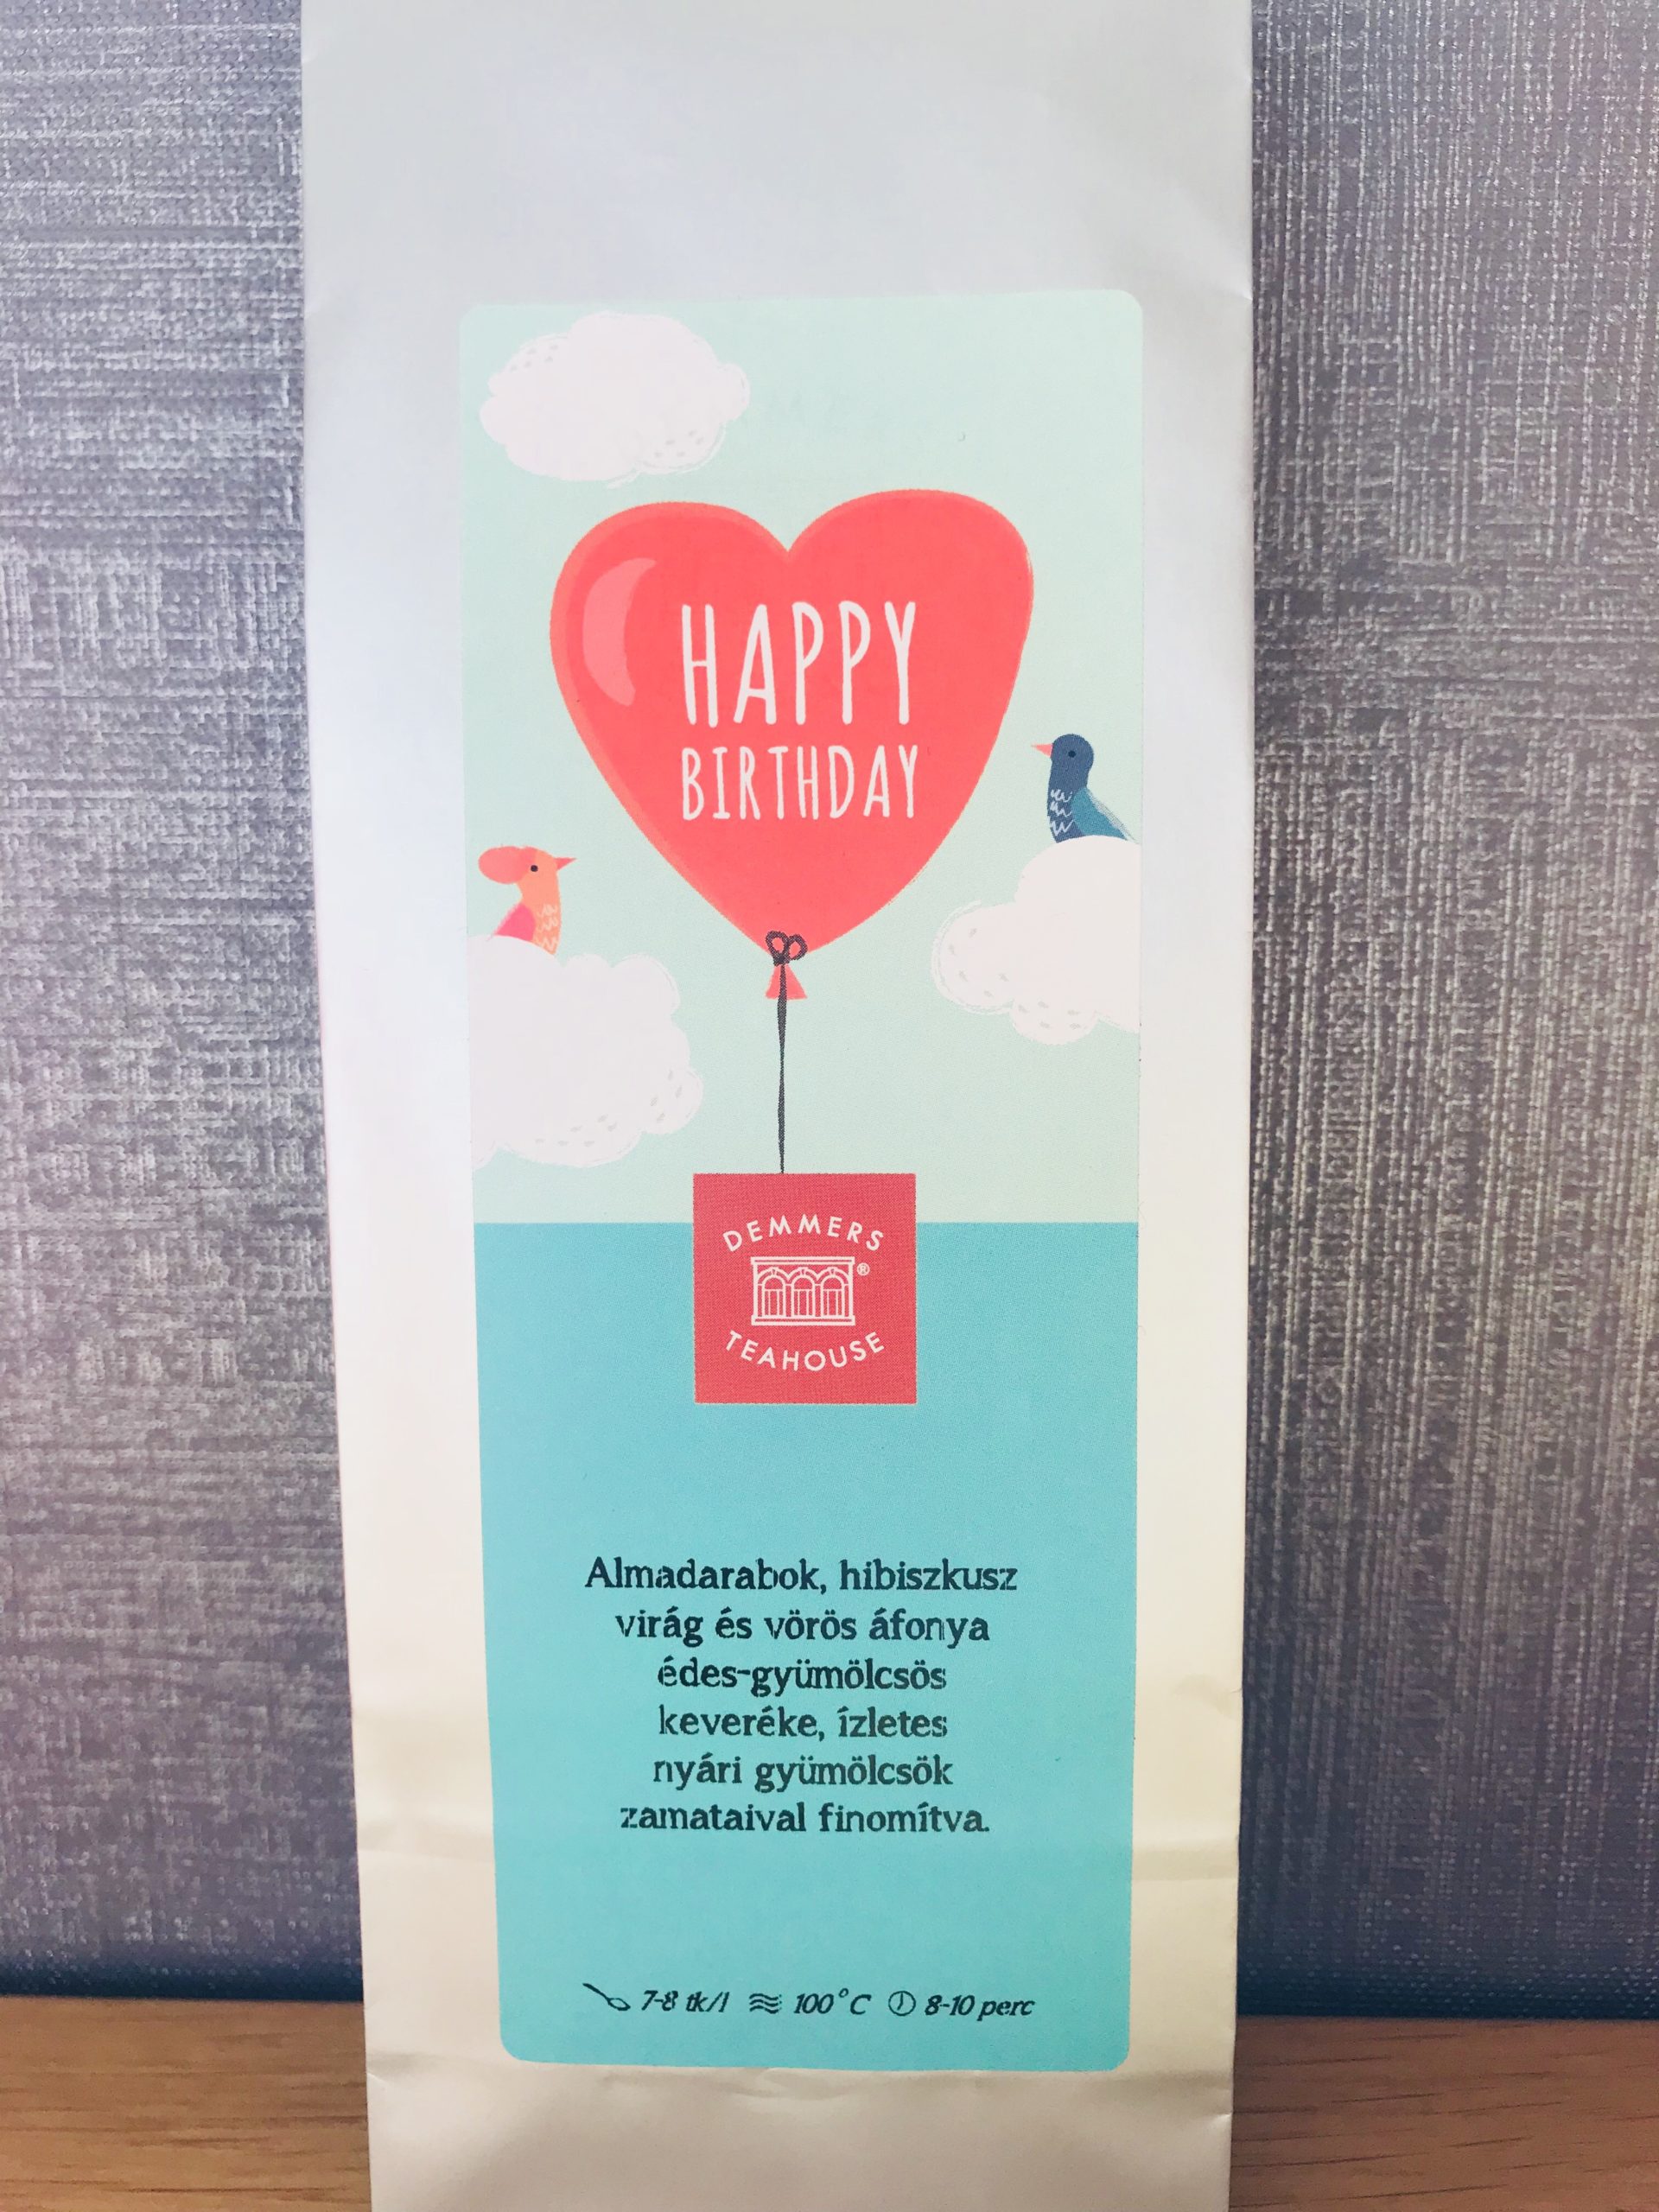 HAPPY
BIRTHDAY
DEMMERS
®
TEAHOUSE
Almadarabok, hibiszkusz
virág és vörös áfonya
édes-gyümölcsös
keveréke, ízletes
nyári gyümölcsök
zamataival finomítva.
7-8 tk/l 100°C 8-10 perc